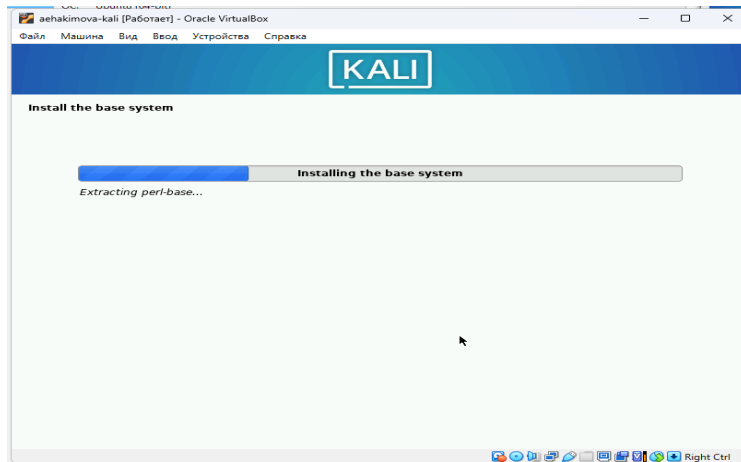 aehakimova-kali [Работает] - Oracle VirtualBox
Файл Машина Вид Ввод Устройства Справка
KALI
Install the base system
Installing the base system
Extracting perl-base...
Right Ctrl